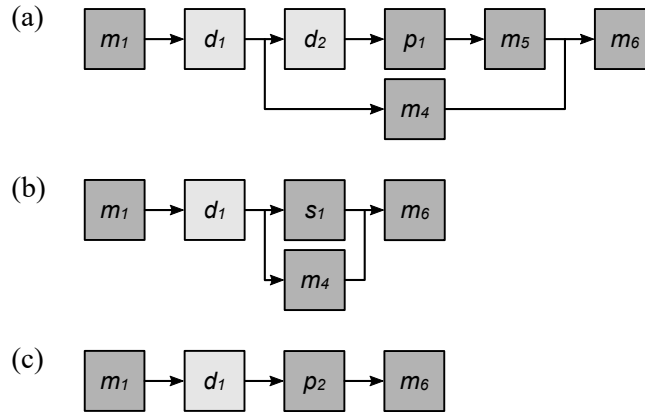 (a)
m₁ d₁ d₂ p₁ m₅ m₆
m₄
(b)
m₁ d₁ s₁ m₆
m₄
(c)
m₁ d₁ p₂ m₆